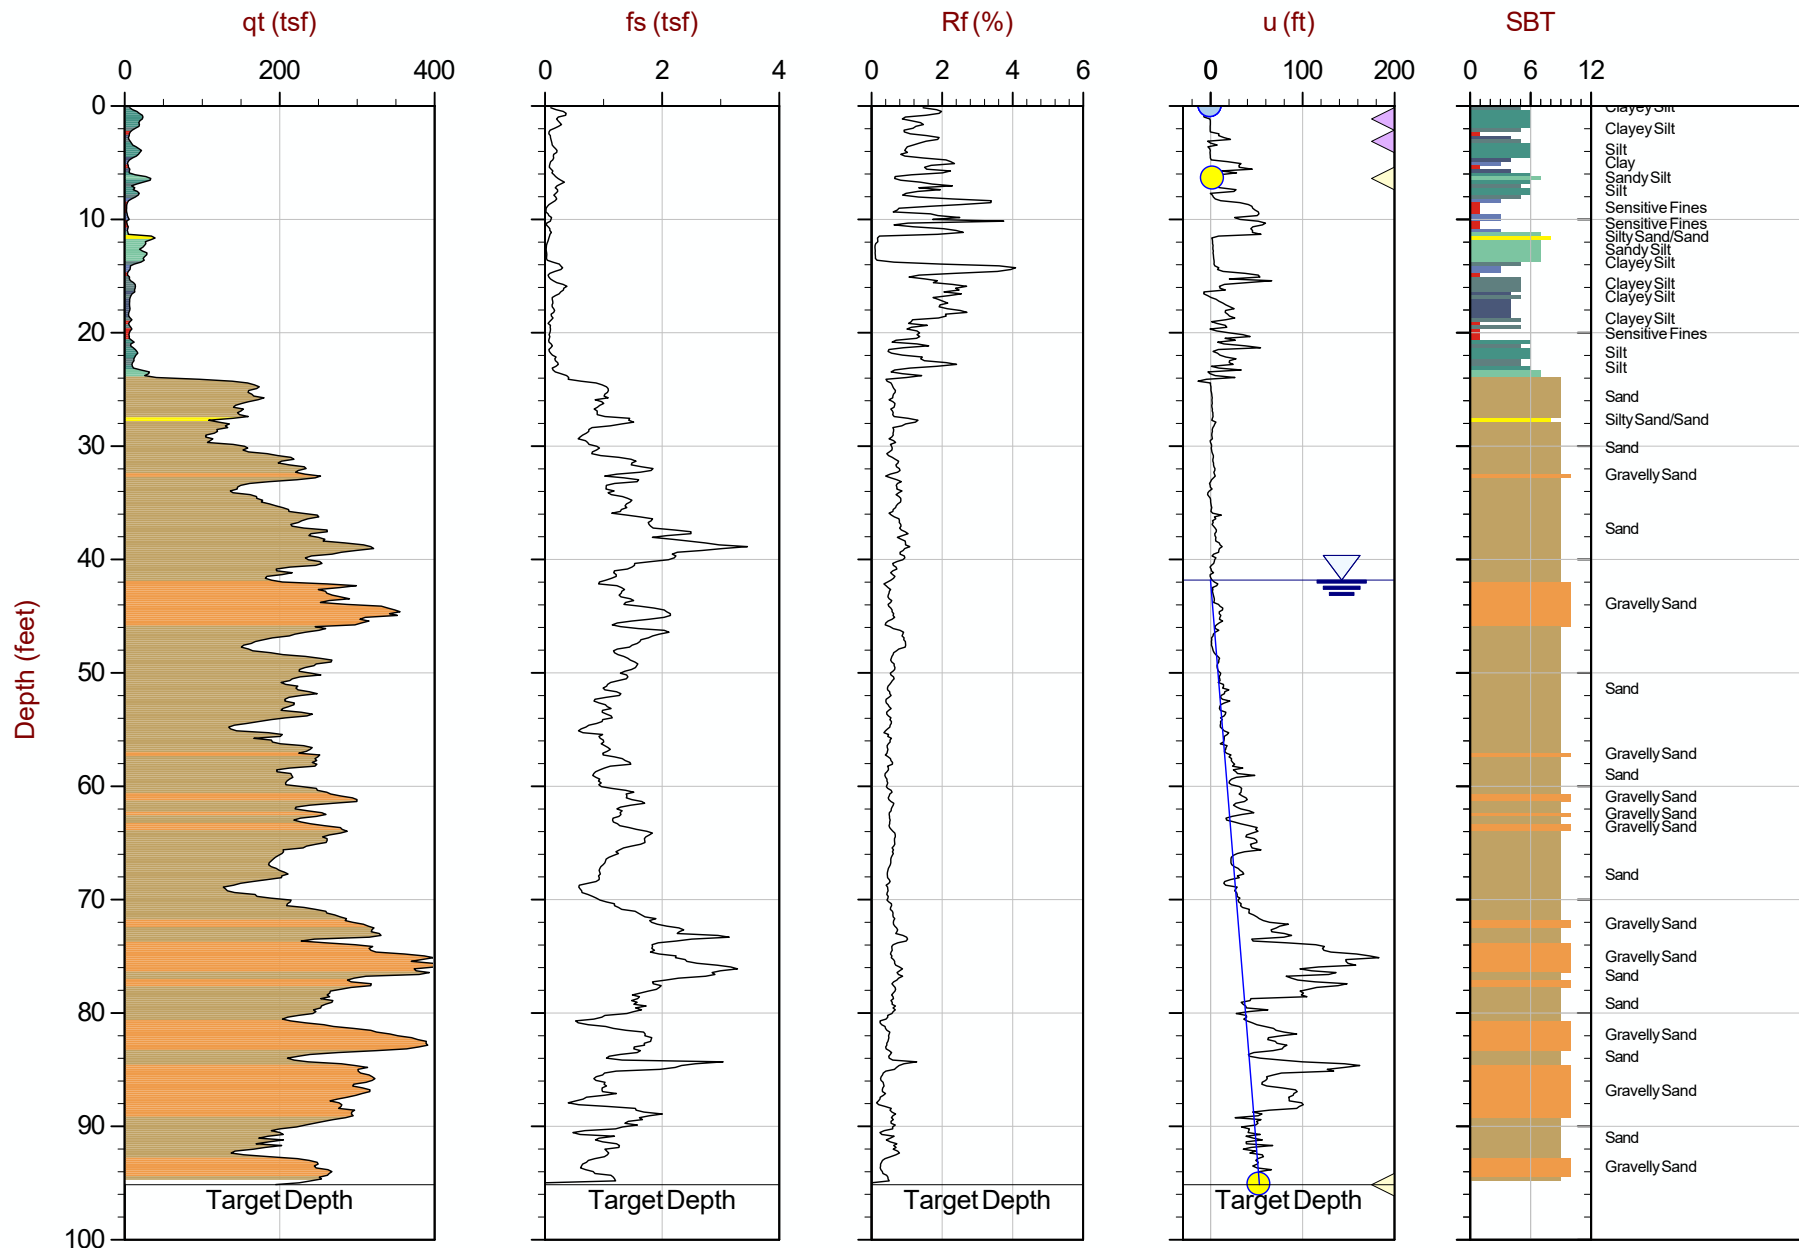 qt (tsf) fs (tsf) Rf (%) u (ft) SBT
0 200 400 0 2 4 0 2 4 6 0 100 200 0 6 12
0
10
20
30
40
50
60
70
80
90
100
Depth (feet)
Clayey Silt
Clayey Silt
Silt
Clay
Sandy Silt
Silt
Sensitive Fines
Sensitive Fines
Silty Sand/Sand
Sandy Silt
Clayey Silt
Clayey Silt
Clayey Silt
Clayey Silt
Sensitive Fines
Silt
Silt
Sand
Silty Sand/Sand
Sand
Gravelly Sand
Sand
Gravelly Sand
Sand
Gravelly Sand
Sand
Gravelly Sand
Gravelly Sand
Gravelly Sand
Sand
Gravelly Sand
Gravelly Sand
Sand
Sand
Gravelly Sand
Sand
Gravelly Sand
Sand
Gravelly Sand
Target Depth Target Depth Target Depth Target Depth